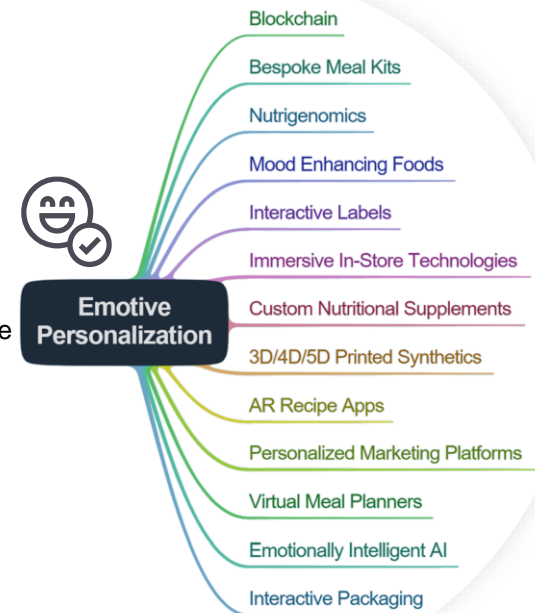 Blockchain
Bespoke Meal Kits
Nutrigenomics
Mood Enhancing Foods
Interactive Labels
Immersive In-Store Technologies
Emotive
Personalization
Custom Nutritional Supplements
3D/4D/5D Printed Synthetics
AR Recipe Apps
Personalized Marketing Platforms
Virtual Meal Planners
Emotionally Intelligent AI
Interactive Packaging